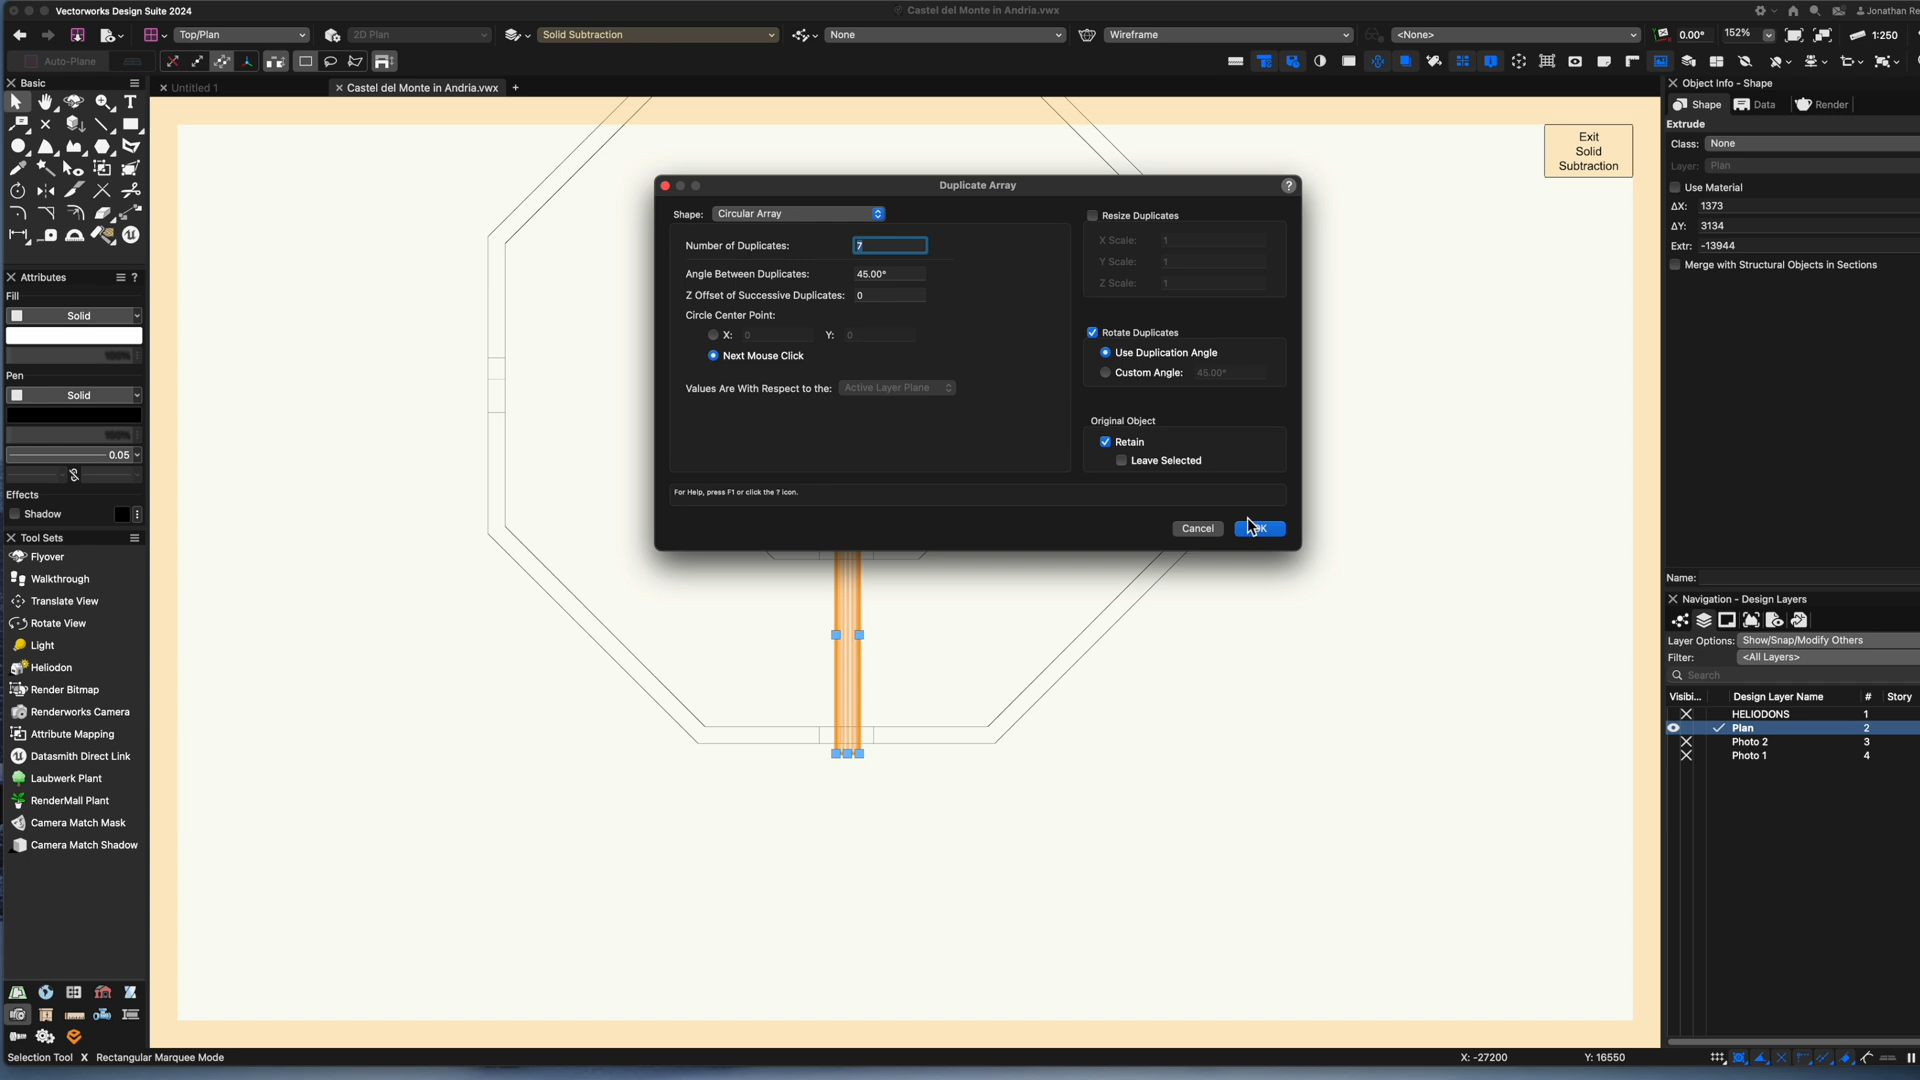 Vectorworks Design Suite 2024
Castel del Monte in Andria.vwx
Jonathan Re
Top/Plan
2D Plan
Solid Subtraction
None
Wireframe
<None>
0.00°
152%
1:250
Auto-Plane
Basic
Untitled 1
Castel del Monte in Andria.vwx
Object Info - Shape
Shape
Data
Render
Extrude
Class: None
Layer: Plan
Use Material
ΔX: 1373
ΔY: 3134
Extr: -13944
Merge with Structural Objects in Sections
Exit
Solid
Subtraction
Duplicate Array
Shape: Circular Array
Number of Duplicates: 7
Angle Between Duplicates: 45.00°
Z Offset of Successive Duplicates: 0
Circle Center Point:
X: 0 Y: 0
Next Mouse Click
Values Are With Respect to the: Active Layer Plane
Resize Duplicates
X Scale: 1
Y Scale: 1
Z Scale: 1
Rotate Duplicates
Use Duplication Angle
Custom Angle: 45.00°
Original Object
Retain
Leave Selected
For Help, press F1 or click the ? icon.
Cancel
Attributes
Fill
Solid
100%
Pen
Solid
100%
0.05
Effects
Shadow
Tool Sets
Flyover
Walkthrough
Translate View
Rotate View
Light
Heliodon
Render Bitmap
Renderworks Camera
Attribute Mapping
Datasmith Direct Link
Laubwerk Plant
RenderMall Plant
Camera Match Mask
Camera Match Shadow
Name:
Navigation - Design Layers
Layer Options: Show/Snap/Modify Others
Filter: <All Layers>
Search
Visibi... Design Layer Name # Story
HELIODONS 1
Plan 2
Photo 2 3
Photo 1 4
Selection Tool X Rectangular Marquee Mode
X: -27200
Y: 16550